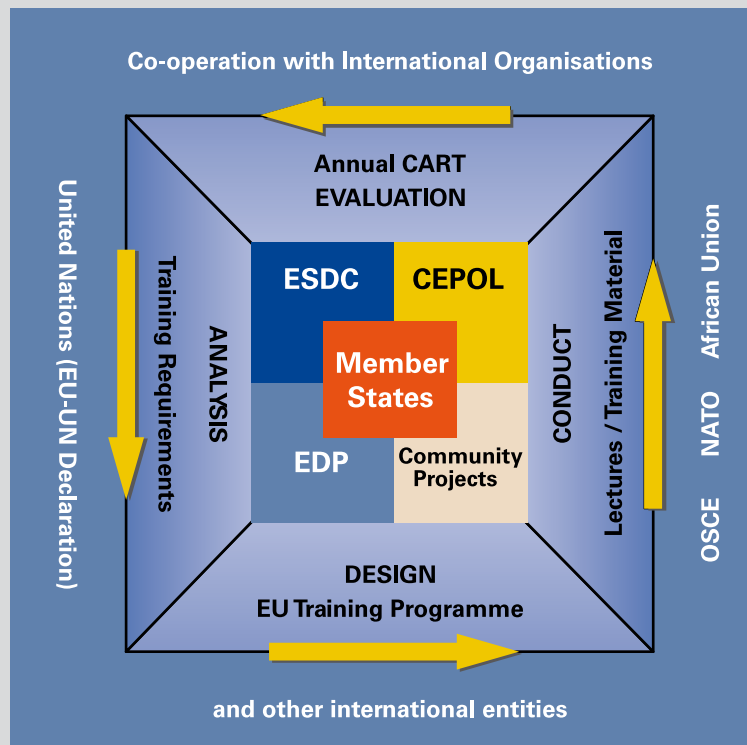 Co-operation with International Organisations
Annual CART
EVALUATION
United Nations (EU-UN Declaration)
Training Requirements
ANALYSIS
ESDC
CEPOL
Member
States
EDP
Community
Projects
CONDUCT
Lectures / Training Material
OSCE NATO African Union
DESIGN
EU Training Programme
and other international entities